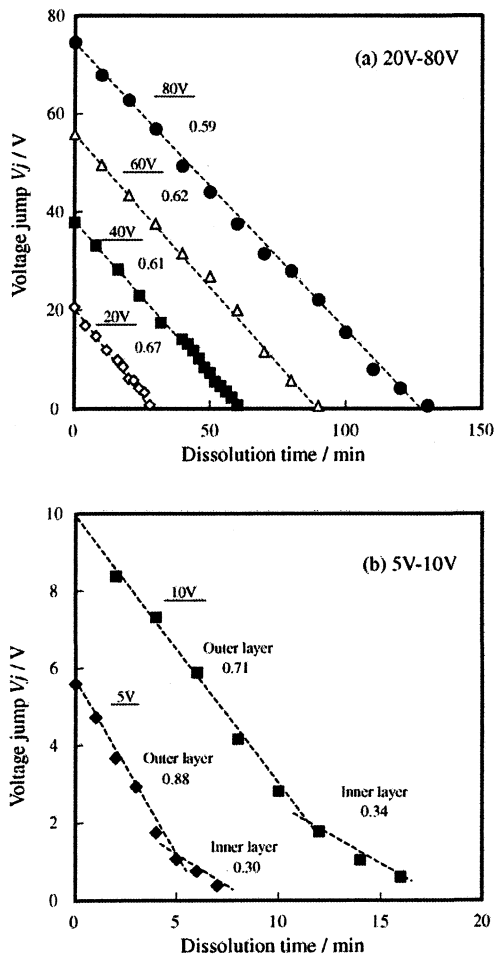 80
60
40
20
0
Voltage jump Vj / V
(a) 20V-80V
80V
0.59
60V
0.62
40V
0.61
20V
0.67
0
50
100
150
Dissolution time / min
10
8
6
4
2
0
Voltage jump Vj / V
(b) 5V-10V
10V
Outer layer
0.71
5V
Outer layer
0.88
Inner layer
0.34
Inner layer
0.30
0
5
10
15
20
Dissolution time / min